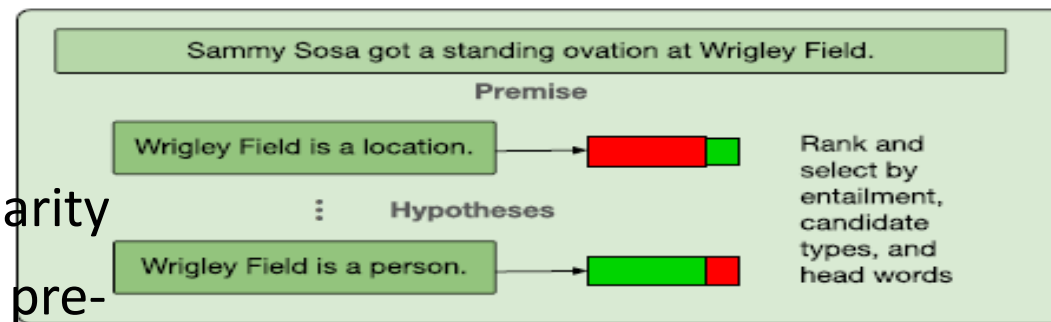 Sammy Sosa got a standing ovation at Wrigley Field.
Premise
Wrigley Field is a location.
Rank and
select by
entailment,
candidate
types, and
head words
arity
⋮ Hypotheses
Wrigley Field is a person.
pre-